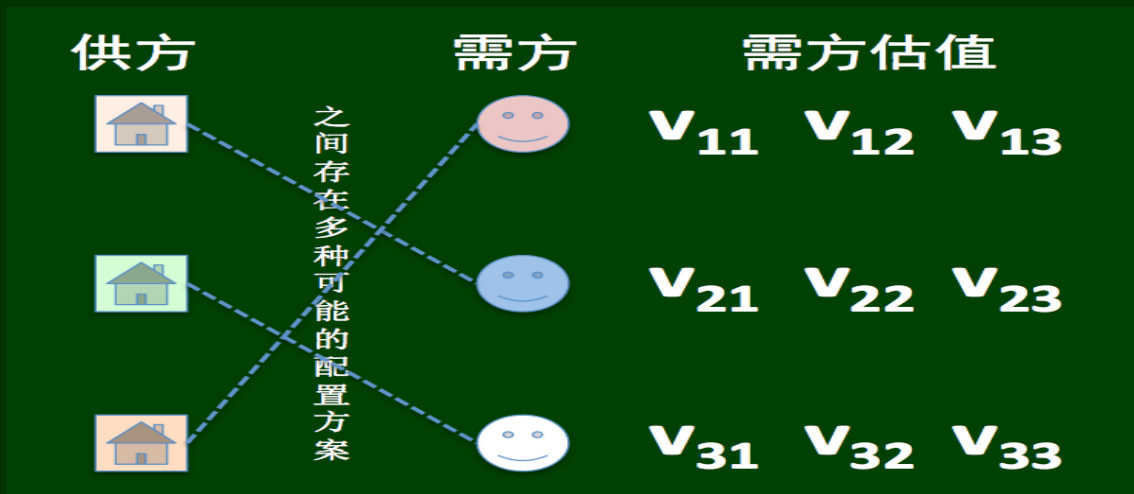 供方 需方 需方估值
之间存在多种可能的配置方案
v11 v12 v13
v21 v22 v23
v31 v32 v33